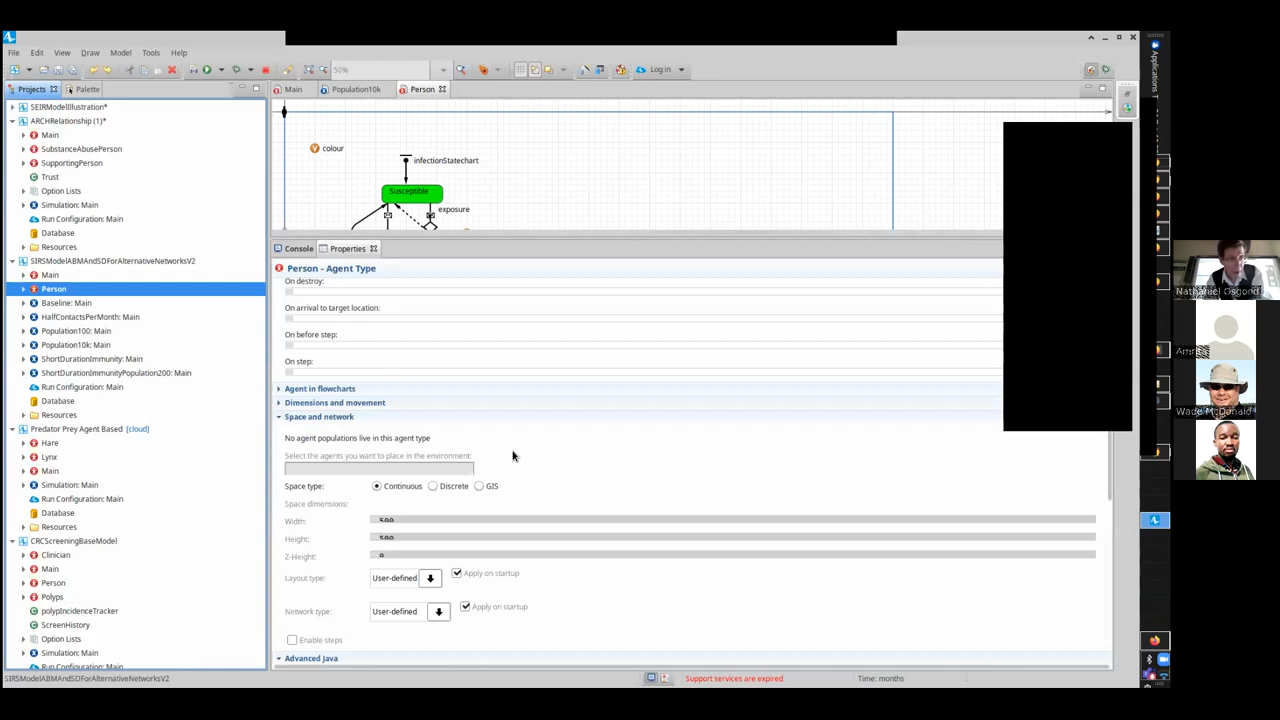 File Edit View Draw Model Tools Help
50%
Log in
Projects Palette
Main Population10k Person
SEIRModelIllustration*
ARCHRelationship (1)*
Main
SubstanceAbusePerson
SupportingPerson
Trust
Option Lists
Simulation: Main
Run Configuration: Main
Database
Resources
SIRSModelABMAndSDForAlternativeNetworksV2
Main
Person
Baseline: Main
HalfContactsPerMonth: Main
Population100: Main
Population10k: Main
ShortDurationImmunity: Main
ShortDurationImmunityPopulation200: Main
Run Configuration: Main
Database
Resources
Predator Prey Agent Based [cloud]
Hare
Lynx
Main
Simulation: Main
Run Configuration: Main
Database
Resources
CRCScreeningBaseModel
Clinician
Main
Person
Polyps
polypIncidenceTracker
ScreenHistory
Option Lists
Simulation: Main
Run Configuration: Main
colour
infectionStatechart
Susceptible
exposure
Console Properties
Person - Agent Type
On destroy:
On arrival to target location:
On before step:
On step:
Agent in flowcharts
Dimensions and movement
Space and network
No agent populations live in this agent type
Select the agents you want to place in the environment:
Space type: Continuous Discrete GIS
Space dimensions:
Width: 500
Height: 500
Z-Height: 0
Layout type: User-defined Apply on startup
Network type: User-defined Apply on startup
Enable steps
Advanced Java
SIRSModelABMAndSDForAlternativeNetworksV2
Support services are expired
Time: months
Applications
Nathaniel Osgood
Wade McDonald